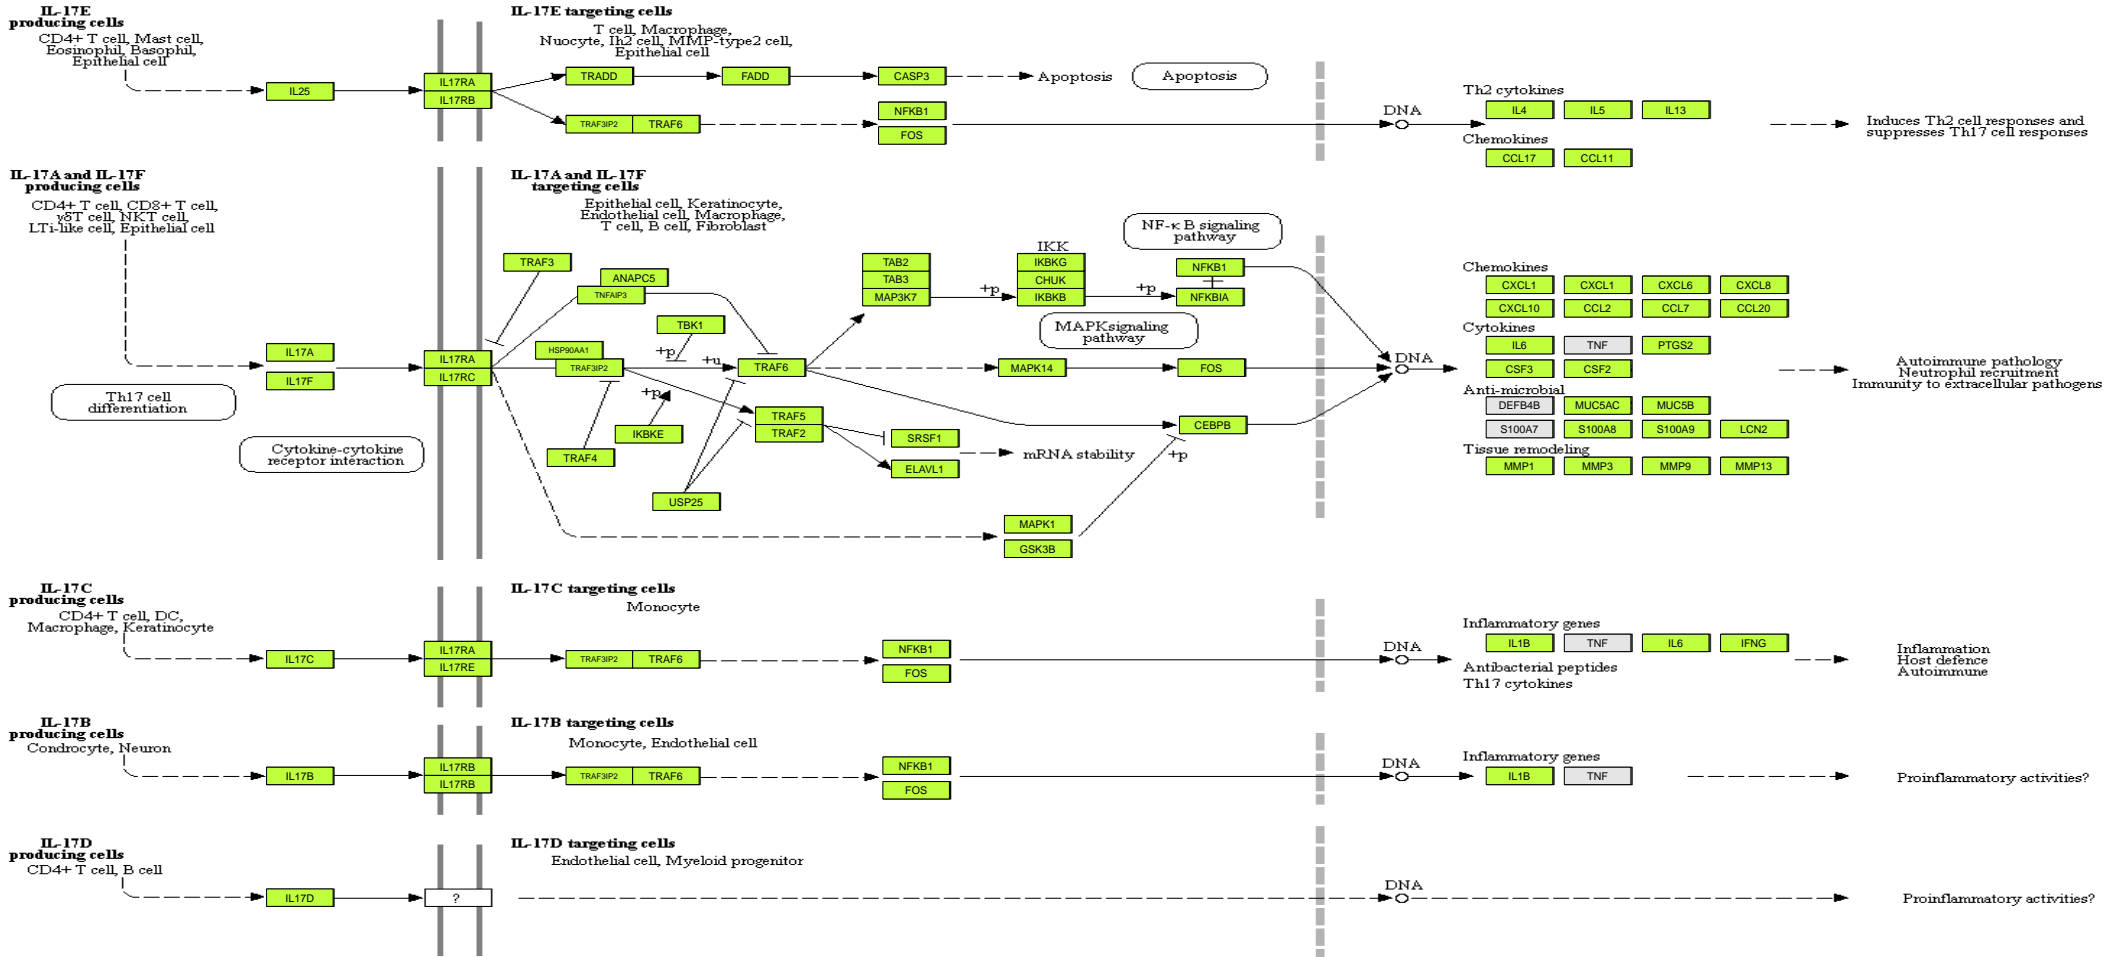 IL-17E
producing cells
CD4+ T cell, Mast cell,
Eosinophil, Basophil,
Epithelial cell
IL-17E targeting cells
T cell, Macrophage,
Nuocyte, Ih2 cell, MMP-type2 cell,
Epithelial cell
IL25
IL17RA
IL17RB
TRADD
FADD
CASP3
Apoptosis
Apoptosis
TRAF3IP2
TRAF6
NFKB1
FOS
DNA
Th2 cytokines
IL4
IL5
IL13
Chemokines
CCL17
CCL11
Induces Th2 cell responses and
suppresses Th17 cell responses
IL-17A and IL-17F
producing cells
CD4+ T cell, CD8+ T cell,
γδT cell, NKT cell,
LTi-like cell, Epithelial cell
IL-17A and IL-17F
targeting cells
Epithelial cell, Keratinocyte,
Endothelial cell, Macrophage,
T cell, B cell, Fibroblast
NF-κ B signaling
pathway
TRAF3
ANAPC5
TNFAIP3
TAB2
TAB3
MAP3K7
+p
IKK
IKBKG
CHUK
IKBKB
+p
NFKB1
NFKBIA
TBK1
+p
+u
MAPK signaling
pathway
IL17A
IL17F
IL17RA
IL17RC
HSP90AA1
TRAF3IP2
TRAF6
MAPK14
FOS
DNA
+p
Th17 cell
differentiation
Cytokine-cytokine
receptor interaction
TRAF4
IKBKE
TRAF5
TRAF2
SRSF1
ELAVL1
mRNA stability
CEBPB
+p
USP25
MAPK1
GSK3B
Chemokines
CXCL1
CXCL1
CXCL6
CXCL8
CXCL10
CCL2
CCL7
CCL20
Cytokines
IL6
TNF
PTGS2
CSF3
CSF2
Anti-microbial
DEFB4B
MUC5AC
MUC5B
S100A7
S100A8
S100A9
LCN2
Tissue remodeling
MMP1
MMP3
MMP9
MMP13
Autoimmune pathology
Neutrophil recruitment
Immunity to extracellular pathogens
IL-17C
producing cells
CD4+ T cell, DC,
Macrophage, Keratinocyte
IL-17C targeting cells
Monocyte
IL17C
IL17RA
IL17RE
TRAF3IP2
TRAF6
NFKB1
FOS
DNA
Inflammatory genes
IL1B
TNF
IL6
IFNG
Antibacterial peptides
Th17 cytokines
Inflammation
Host defence
Autoimmune
IL-17B
producing cells
Condrocyte, Neuron
IL-17B targeting cells
Monocyte, Endothelial cell
IL17B
IL17RB
IL17RB
TRAF3IP2
TRAF6
NFKB1
FOS
DNA
Inflammatory genes
IL1B
TNF
Proinflammatory activities?
IL-17D
producing cells
CD4+ T cell, B cell
IL-17D targeting cells
Endothelial cell, Myeloid progenitor
IL17D
?
DNA
Proinflammatory activities?